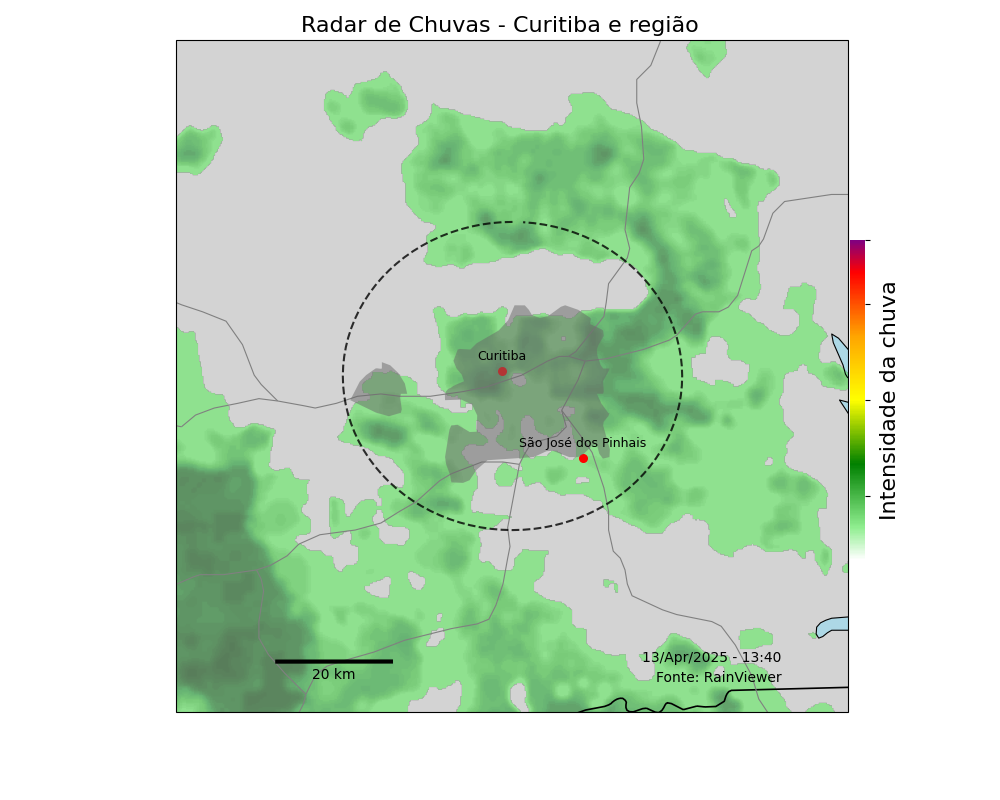 Radar de Chuvas - Curitiba e região
Curitiba
São José dos Pinhais
Intensidade da chuva
13/Apr/2025 - 13:40
Fonte: RainViewer
20 km